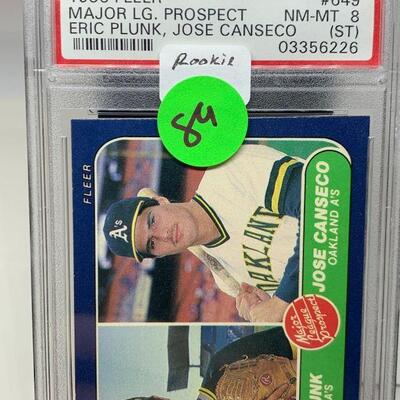 MAJOR LG. PROSPECT NM-MT 8
ERIC PLUNK, JOSE CANSECO (ST)
03356226
Rookie
84
FLEER
A's
OAKLAND
JOSE CANSECO
OAKLAND A'S
Major
League
Prospect